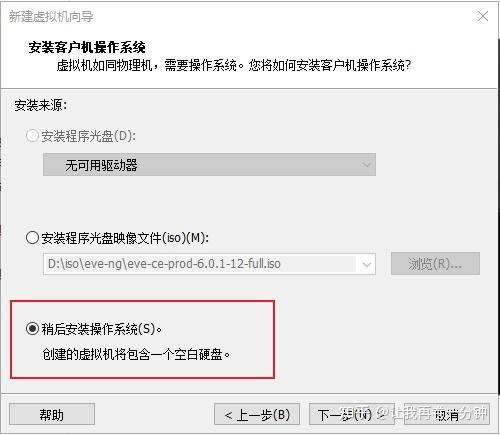 新建虚拟机向导
安装客户机操作系统
虚拟机如同物理机，需要操作系统。您将如何安装客户机操作系统?
安装来源:
安装程序光盘(D):
无可用驱动器
安装程序光盘映像文件(iso)(M):
D:\iso\eve-ng\eve-ce-prod-6.0.1-12-full.iso
浏览(R)...
稍后安装操作系统(S)。
创建的虚拟机将包含一个空白硬盘。
帮助
< 上一步(B)
下一步(N) >
取消
知乎 @让我再睡一分钟